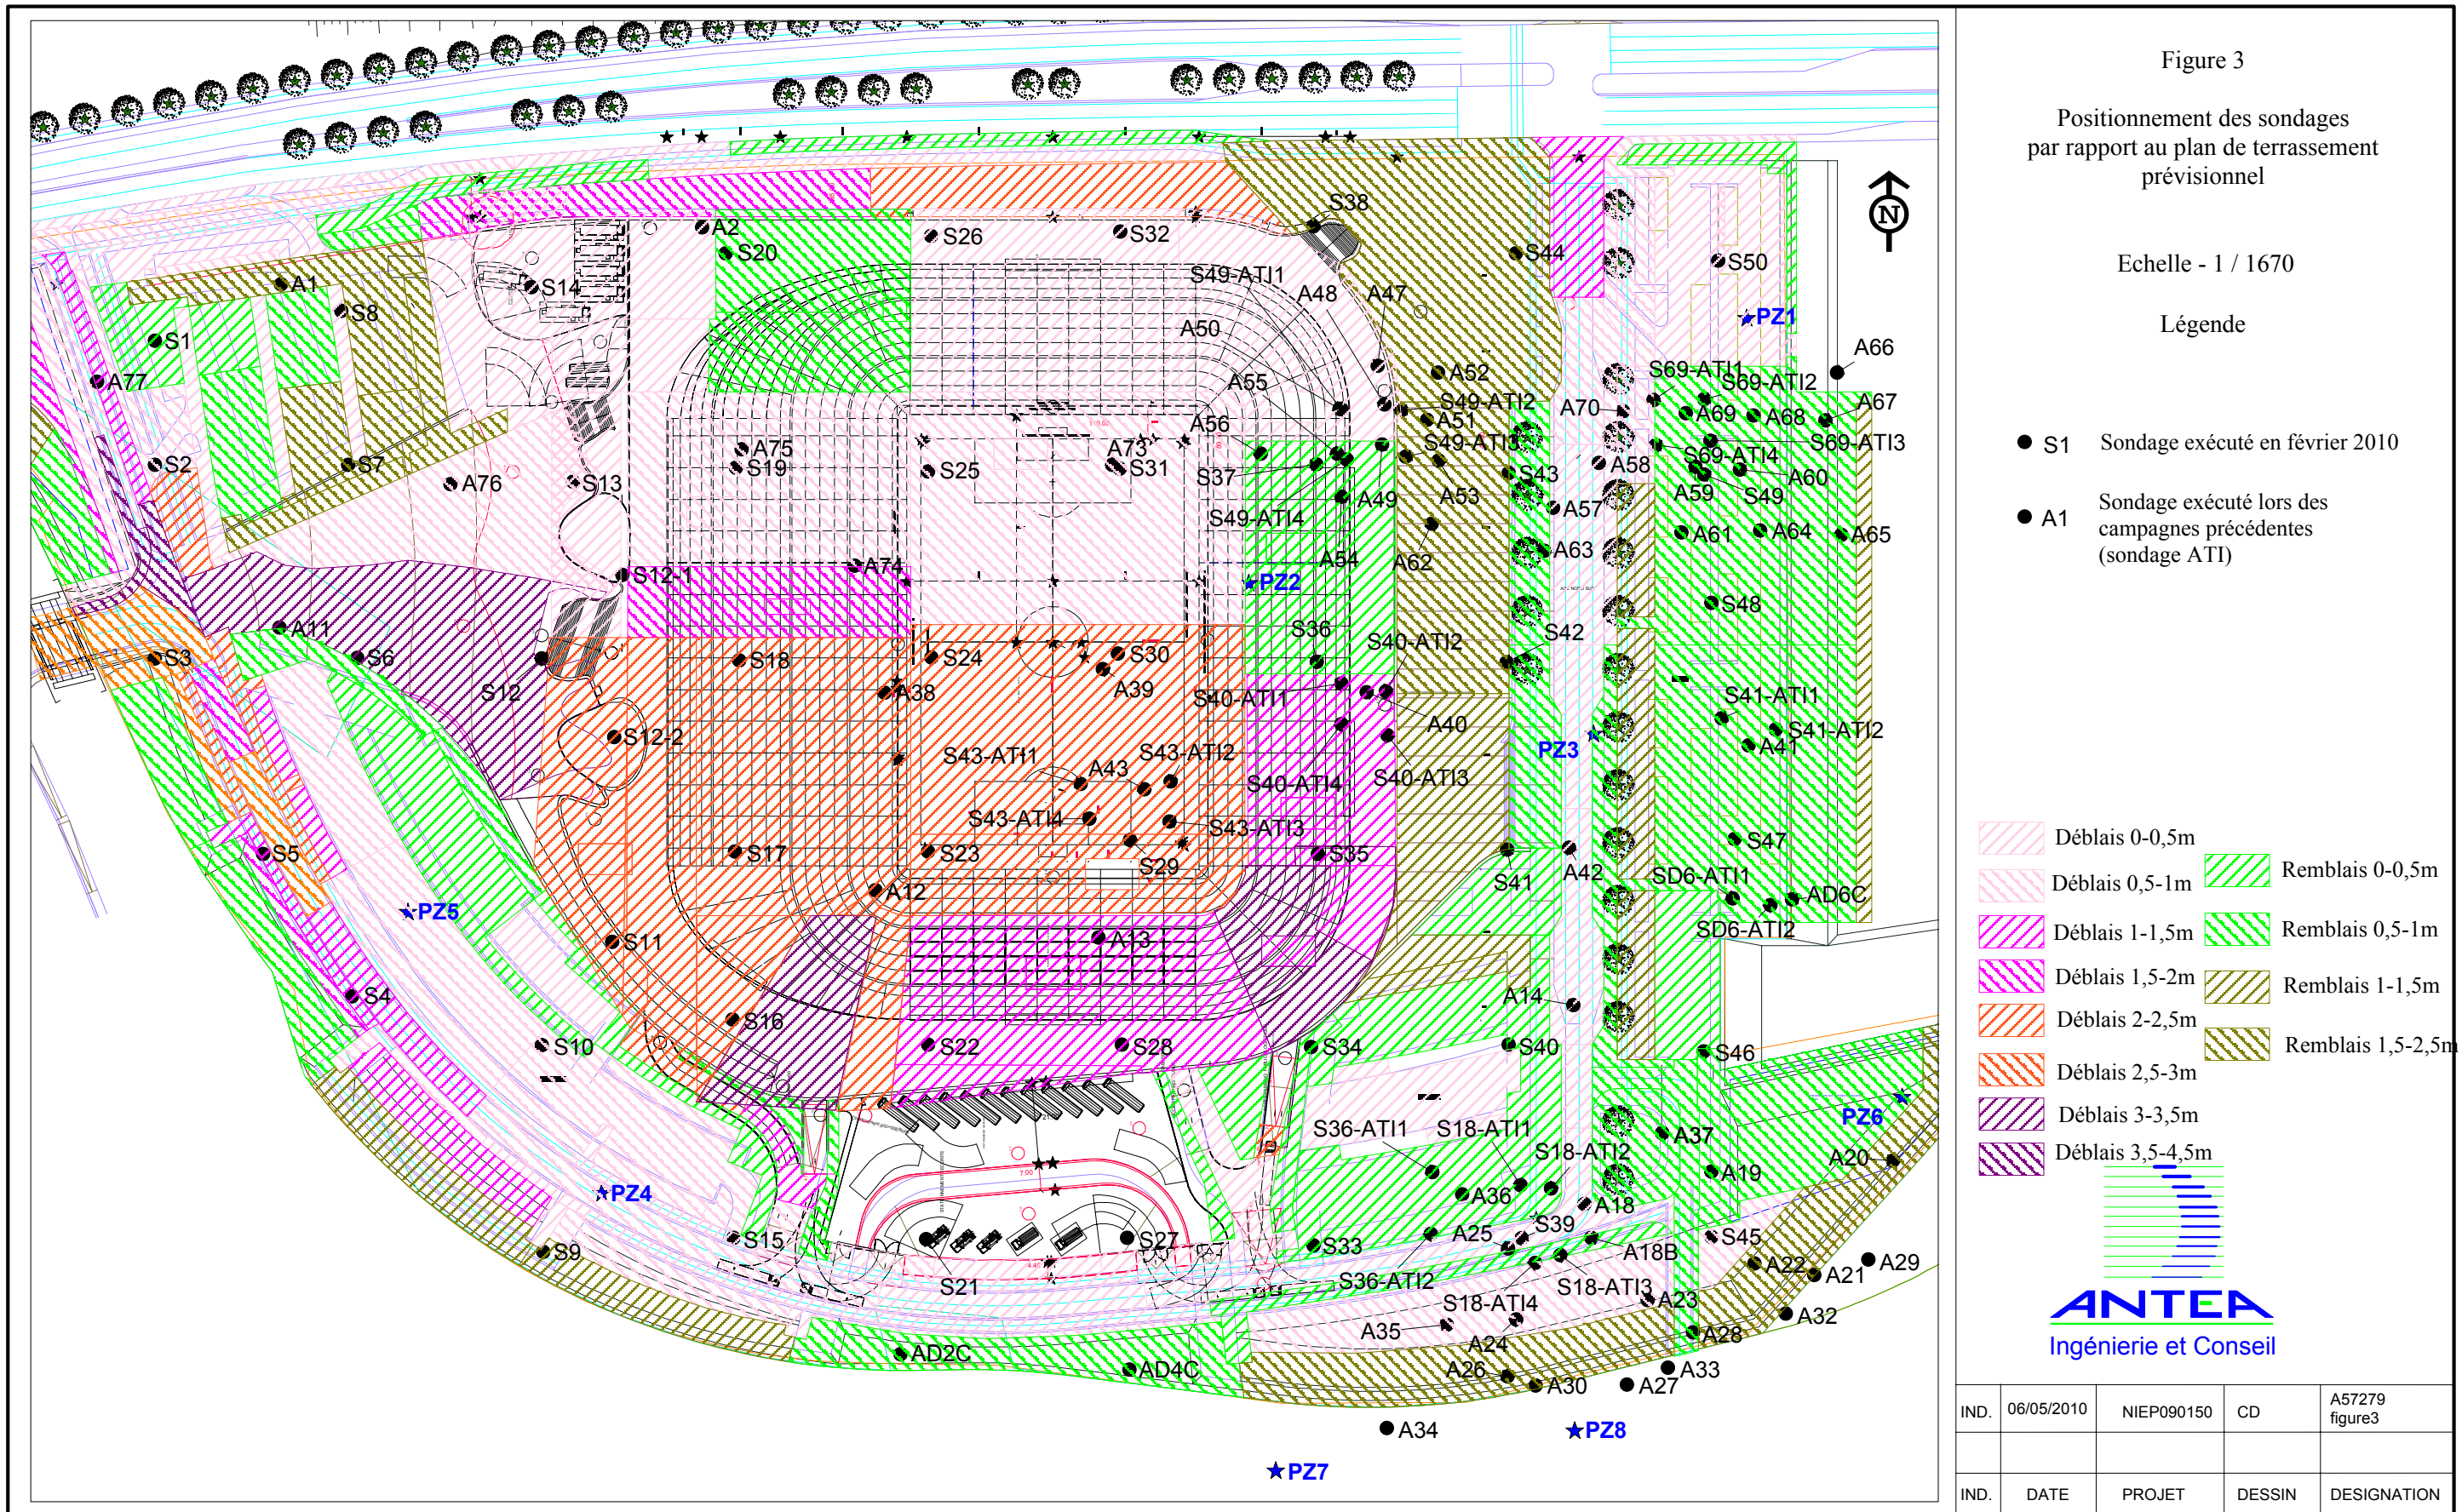 Figure 3
Positionnement des sondages
par rapport au plan de terrassement
prévisionnel
Echelle - 1 / 1670
Légende
S1 Sondage exécuté en février 2010
A1 Sondage exécuté lors des
campagnes précédentes
(sondage ATI)
Déblais 0-0,5m
Déblais 0,5-1m
Déblais 1-1,5m
Déblais 1,5-2m
Déblais 2-2,5m
Déblais 2,5-3m
Déblais 3-3,5m
Déblais 3,5-4,5m
Remblais 0-0,5m
Remblais 0,5-1m
Remblais 1-1,5m
Remblais 1,5-2,5m
ANTEA
Ingénierie et Conseil
IND. 06/05/2010 NIEP090150 CD A57279
figure3
IND. DATE PROJET DESSIN DESIGNATION
N
S38
A2
S20
S26
S32
S44
S50
S49-ATI1
A48
A47
A1
S14
S8
PZ1
A50
S1
A66
A77
A55
A52
S69-ATI1
S69-ATI2
S49-ATI2
A51
A70
A69
A68
A67
A56
S49-ATI3
S69-ATI3
A75
A73
S2
S7
S19
S25
S31
S37
A58
S69-ATI4
S43
A60
A76
S13
A49
A53
A59
S49
A57
S49-ATI4
A54
A62
A63
A61
A64
A65
S12-1
A74
PZ2
S48
A11
S36
S40-ATI2
S42
S3
S6
S18
S24
S30
A39
S12
A38
S40-ATI1
A40
S41-ATI1
S12-2
S43-ATI1
A43
S43-ATI2
PZ3
A41
S41-ATI2
S40-ATI3
S40-ATI4
S43-ATI4
S43-ATI3
S5
S17
S23
S29
S35
S41
A42
S47
A12
SD6-ATI1
AD6C
PZ5
SD6-ATI2
S11
A13
S4
A14
S16
S10
S22
S28
S34
S40
S46
PZ6
S36-ATI1
S18-ATI1
S18-ATI2
A37
A19
A20
7.00
PZ4
A36
A18
S15
S27
S33
A25
S39
A18B
S45
S9
S21
4.40
S36-ATI2
S18-ATI3
A22
A21
A29
S18-ATI4
A23
A35
A24
A32
AD2C
AD4C
A28
A26
A30
A27
A33
A34
PZ8
PZ7